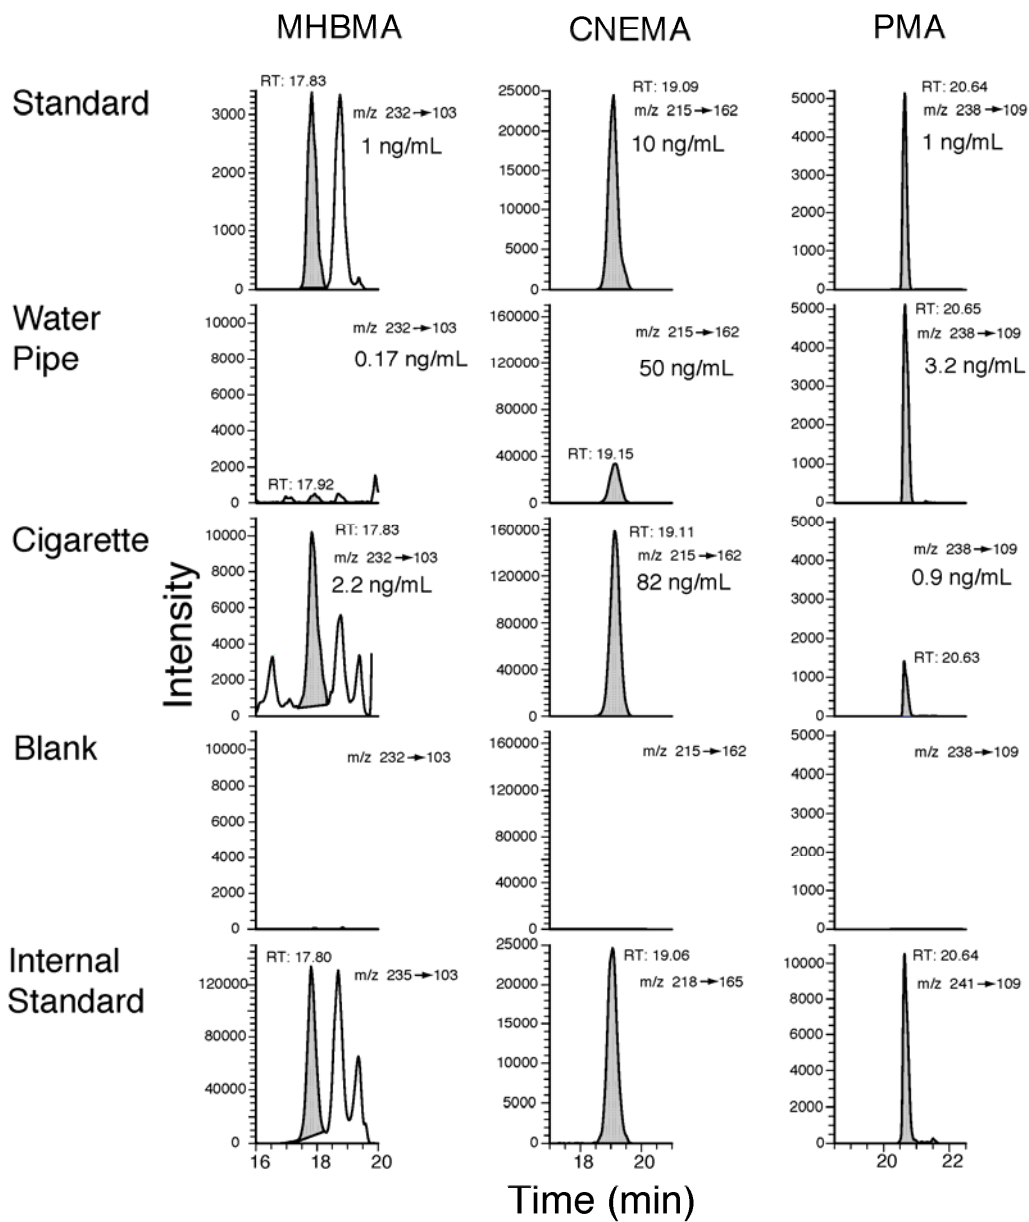 MHBMA CNEMA PMA
Standard
RT: 17.83
m/z 232→103
1 ng/mL
3000
2000
1000
0
RT: 19.09
m/z 215→162
10 ng/mL
25000
20000
15000
10000
5000
0
RT: 20.64
m/z 238→109
1 ng/mL
5000
4000
3000
2000
1000
0
Water
Pipe
m/z 232→103
0.17 ng/mL
RT: 17.92
10000
8000
6000
4000
2000
0
m/z 215→162
50 ng/mL
RT: 19.15
160000
120000
80000
40000
0
RT: 20.65
m/z 238→109
3.2 ng/mL
5000
4000
3000
2000
1000
0
Cigarette
RT: 17.83
m/z 232→103
2.2 ng/mL
10000
8000
6000
4000
2000
0
RT: 19.11
m/z 215→162
82 ng/mL
160000
120000
80000
40000
0
m/z 238→109
0.9 ng/mL
RT: 20.63
5000
4000
3000
2000
1000
0
Intensity
Blank
m/z 232→103
10000
8000
6000
4000
2000
0
m/z 215→162
160000
120000
80000
40000
0
m/z 238→109
5000
4000
3000
2000
1000
0
Internal
Standard
RT: 17.80
m/z 235→103
120000
80000
40000
0
16 18 20
RT: 19.06
m/z 218→165
25000
20000
15000
10000
5000
0
18 20
RT: 20.64
m/z 241→109
10000
8000
6000
4000
2000
0
20 22
Time (min)